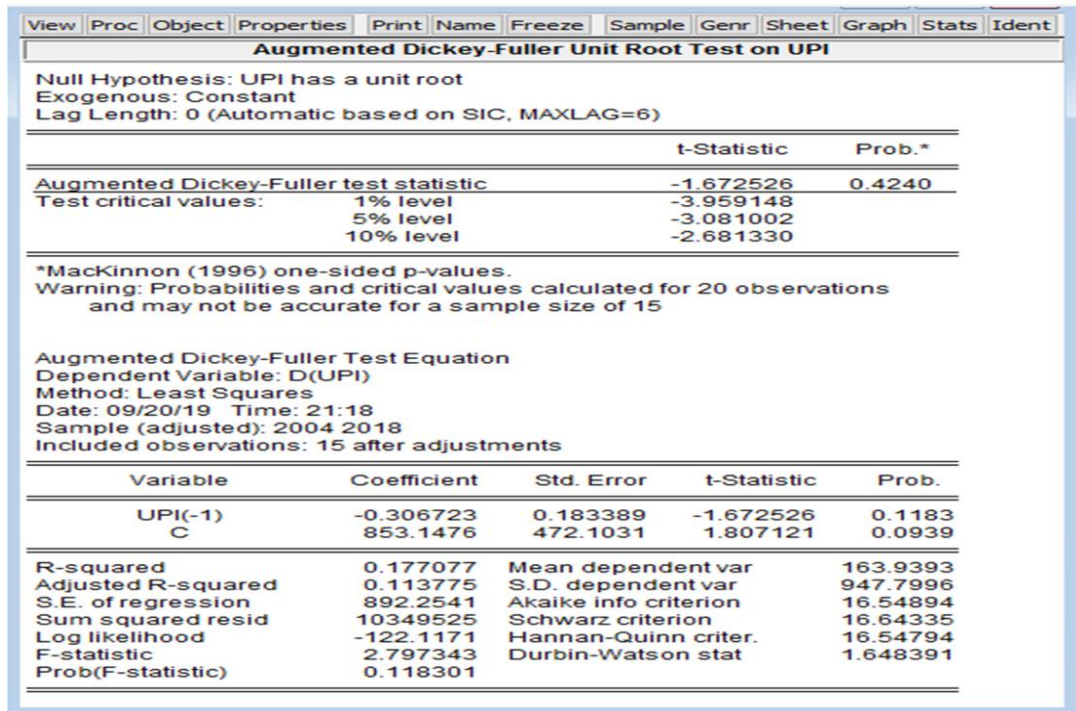 View Proc Object Properties Print Name Freeze Sample Genr Sheet Graph Stats Ident
Augmented Dickey-Fuller Unit Root Test on UPI
Null Hypothesis: UPI has a unit root
Exogenous: Constant
Lag Length: 0 (Automatic based on SIC, MAXLAG=6)
t-Statistic Prob.*
Augmented Dickey-Fuller test statistic -1.672526 0.4240
Test critical values: 1% level -3.959148
5% level -3.081002
10% level -2.681330
*MacKinnon (1996) one-sided p-values.
Warning: Probabilities and critical values calculated for 20 observations
and may not be accurate for a sample size of 15
Augmented Dickey-Fuller Test Equation
Dependent Variable: D(UPI)
Method: Least Squares
Date: 09/20/19 Time: 21:18
Sample (adjusted): 2004 2018
Included observations: 15 after adjustments
Variable Coefficient Std. Error t-Statistic Prob.
UPI(-1) -0.306723 0.183389 -1.672526 0.1183
C 853.1476 472.1031 1.807121 0.0939
R-squared 0.177077 Mean dependent var 163.9393
Adjusted R-squared 0.113775 S.D. dependent var 947.7996
S.E. of regression 892.2541 Akaike info criterion 16.54894
Sum squared resid 10349525 Schwarz criterion 16.64335
Log likelihood -122.1171 Hannan-Quinn criter. 16.54794
F-statistic 2.797343 Durbin-Watson stat 1.648391
Prob(F-statistic) 0.118301